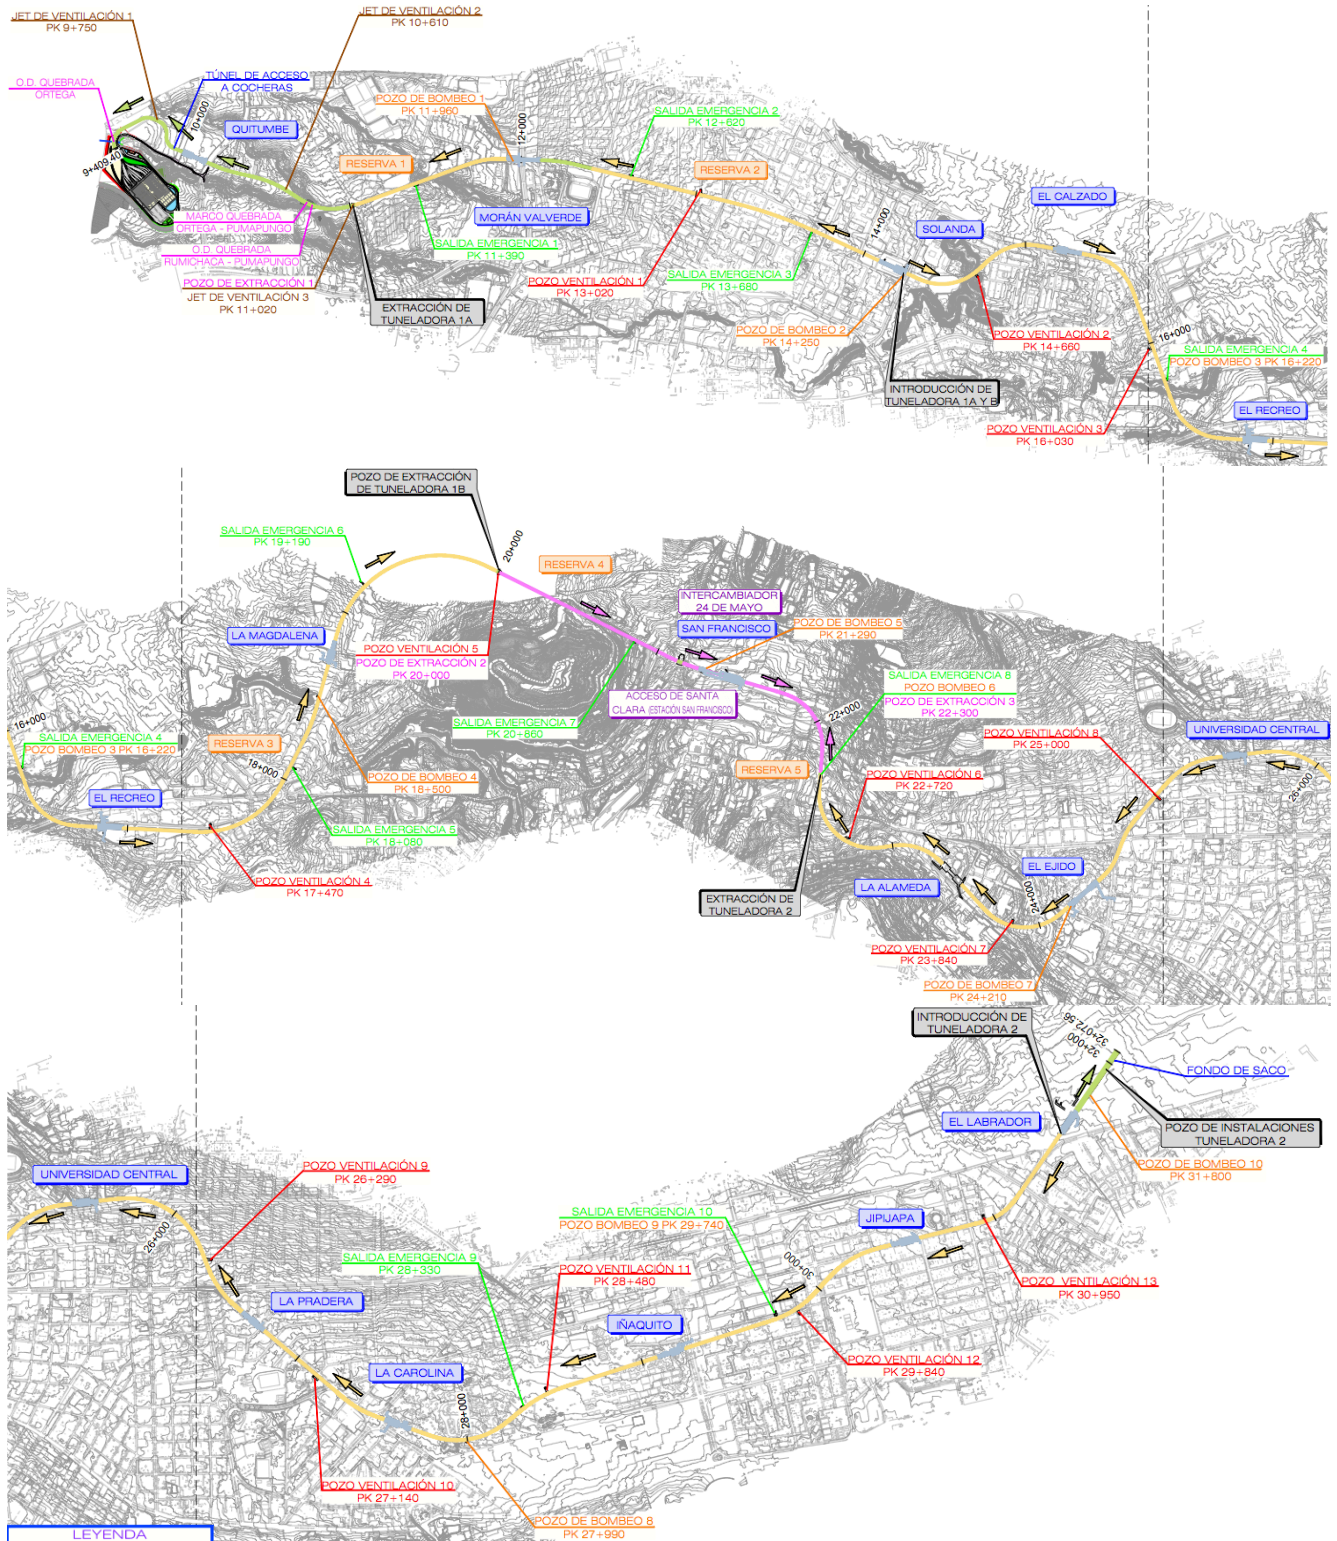 JET DE VENTILACIÓN 1
PK 9+750
JET DE VENTILACIÓN 2
PK 10+610
O.D. QUEBRADA
ORTEGA
TÚNEL DE ACCESO
A COCHERAS
10+000
QUITUMBE
9+409.40
POZO DE BOMBEO 1
PK 11+960
12+000
SALIDA EMERGENCIA 2
PK 12+620
RESERVA 1
RESERVA 2
MORÁN VALVERDE
MARCO QUEBRADA
ORTEGA - PUMAPUNGO
O.D. QUEBRADA
RUMICHACA - PUMAPUNGO
POZO DE EXTRACCIÓN 1
JET DE VENTILACIÓN 3
PK 11+020
SALIDA EMERGENCIA 1
PK 11+390
EXTRACCIÓN DE
TUNELADORA 1A
POZO VENTILACIÓN 1
PK 13+020
SALIDA EMERGENCIA 3
PK 13+680
14+000
SOLANDA
EL CALZADO
POZO DE BOMBEO 2
PK 14+250
POZO VENTILACIÓN 2
PK 14+660
INTRODUCCIÓN DE
TUNELADORA 1A Y B
16+000
SALIDA EMERGENCIA 4
POZO BOMBEO 3 PK 16+220
EL RECREO
POZO VENTILACIÓN 3
PK 16+030
POZO DE EXTRACCIÓN
DE TUNELADORA 1B
SALIDA EMERGENCIA 6
PK 19+190
20+000
RESERVA 4
INTERCAMBIADOR
24 DE MAYO
SAN FRANCISCO
POZO DE BOMBEO 5
PK 21+290
LA MAGDALENA
POZO VENTILACIÓN 5
POZO DE EXTRACCIÓN 2
PK 20+000
SALIDA EMERGENCIA 8
POZO BOMBEO 6
POZO DE EXTRACCIÓN 3
PK 22+300
ACCESO DE SANTA
CLARA (ESTACIÓN SAN FRANCISCO)
SALIDA EMERGENCIA 7
PK 20+860
22+000
16+000
SALIDA EMERGENCIA 4
POZO BOMBEO 3 PK 16+220
RESERVA 3
18+000
POZO DE BOMBEO 4
PK 18+500
EL RECREO
SALIDA EMERGENCIA 5
PK 18+080
POZO VENTILACIÓN 4
PK 17+470
RESERVA 5
POZO VENTILACIÓN 6
PK 22+720
POZO VENTILACIÓN 8
PK 25+000
UNIVERSIDAD CENTRAL
26+000
EXTRACCIÓN DE
TUNELADORA 2
LA ALAMEDA
EL EJIDO
24+000
POZO VENTILACIÓN 7
PK 23+840
POZO DE BOMBEO 7
PK 24+210
INTRODUCCIÓN DE
TUNELADORA 2
32+072.56
32+000
FONDO DE SACO
EL LABRADOR
POZO DE INSTALACIONES
TUNELADORA 2
POZO DE BOMBEO 10
PK 31+800
UNIVERSIDAD CENTRAL
26+000
POZO VENTILACIÓN 9
PK 26+290
SALIDA EMERGENCIA 10
POZO BOMBEO 9 PK 29+740
JIPIJAPA
30+000
SALIDA EMERGENCIA 9
PK 28+330
POZO VENTILACIÓN 11
PK 28+480
POZO VENTILACIÓN 13
PK 30+950
LA PRADERA
IÑAQUITO
POZO VENTILACIÓN 12
PK 29+840
LA CAROLINA
28+000
POZO VENTILACIÓN 10
PK 27+140
POZO DE BOMBEO 8
PK 27+990
LEYENDA